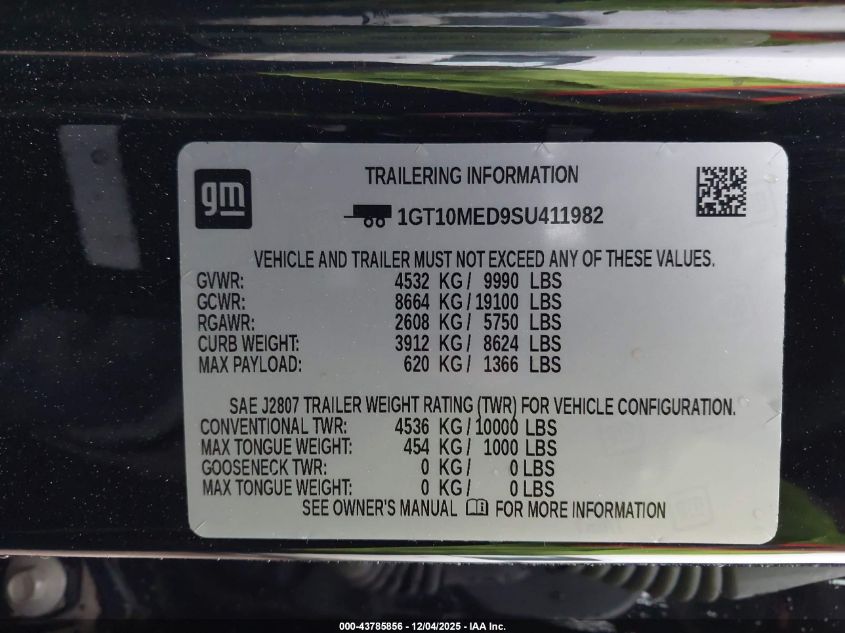 gm
TRAILERING INFORMATION
1GT10MED9SU411982
VEHICLE AND TRAILER MUST NOT EXCEED ANY OF THESE VALUES.
GVWR: 4532 KG/ 9990 LBS
GCWR: 8664 KG/19100 LBS
RGAWR: 2608 KG/ 5750 LBS
CURB WEIGHT: 3912 KG/ 8624 LBS
MAX PAYLOAD: 620 KG/ 1366 LBS
SAE J2807 TRAILER WEIGHT RATING (TWR) FOR VEHICLE CONFIGURATION.
CONVENTIONAL TWR: 4536 KG/10000 LBS
MAX TONGUE WEIGHT: 454 KG/ 1000 LBS
GOOSENECK TWR: 0 KG/ 0 LBS
MAX TONGUE WEIGHT: 0 KG/ 0 LBS
SEE OWNER'S MANUAL FOR MORE INFORMATION
000-43785856 - 12/04/2025 - IAA Inc.